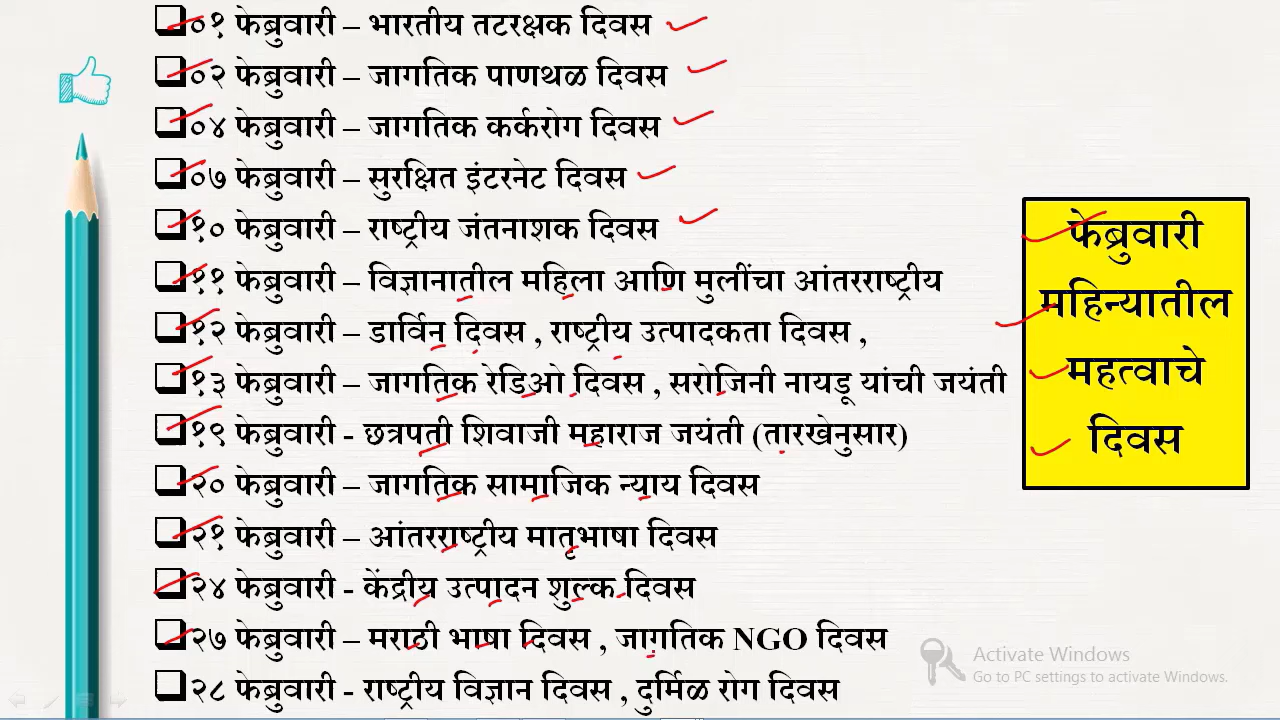 ०१ फेब्रुवारी – भारतीय तटरक्षक दिवस
०२ फेब्रुवारी – जागतिक पाणथळ दिवस
०४ फेब्रुवारी – जागतिक कर्करोग दिवस
०७ फेब्रुवारी – सुरक्षित इंटरनेट दिवस
१० फेब्रुवारी – राष्ट्रीय जंतनाशक दिवस
११ फेब्रुवारी – विज्ञानातील महिला आणि मुलींचा आंतरराष्ट्रीय
१२ फेब्रुवारी – डार्विन दिवस , राष्ट्रीय उत्पादकता दिवस ,
१३ फेब्रुवारी – जागतिक रेडिओ दिवस , सरोजिनी नायडू यांची जयंती
१९ फेब्रुवारी - छत्रपती शिवाजी महाराज जयंती (तारखेनुसार)
२० फेब्रुवारी – जागतिक सामाजिक न्याय दिवस
२१ फेब्रुवारी – आंतरराष्ट्रीय मातृभाषा दिवस
२४ फेब्रुवारी - केंद्रीय उत्पादन शुल्क दिवस
२७ फेब्रुवारी – मराठी भाषा दिवस , जागतिक NGO दिवस
२८ फेब्रुवारी - राष्ट्रीय विज्ञान दिवस , दुर्मिळ रोग दिवस
फेब्रुवारी
महिन्यातील
महत्वाचे
दिवस
Activate Windows
Go to PC settings to activate Windows.